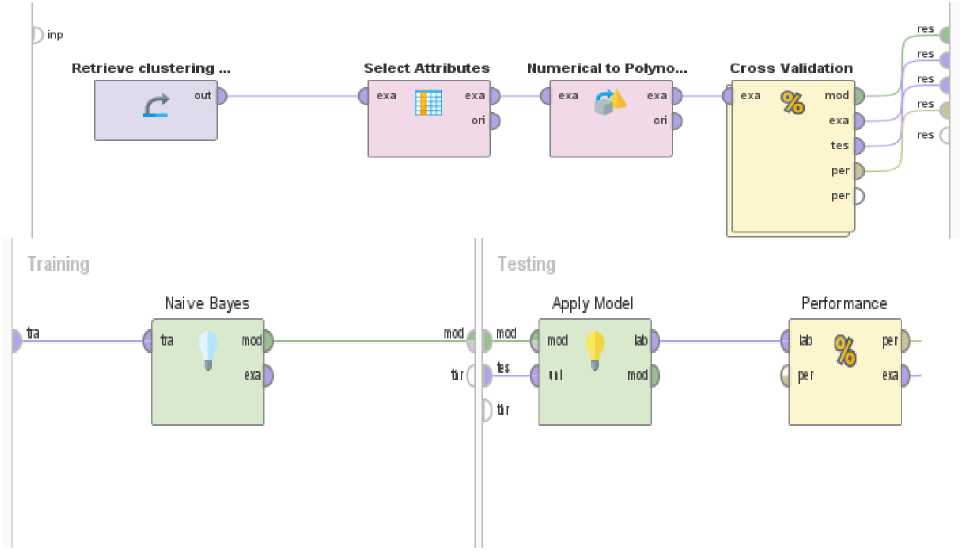 inp
res
res
res
res
res
Retrieve clustering ...
out
Select Attributes
exa
exa
ori
Numerical to Polyno...
exa
exa
ori
Cross Validation
exa
mod
exa
tes
per
per
Training
Testing
tra
Naive Bayes
tra
mod
exa
mod
thr
mod
tes
thr
Apply Model
mod
unl
lab
mod
Performance
lab
per
per
exa